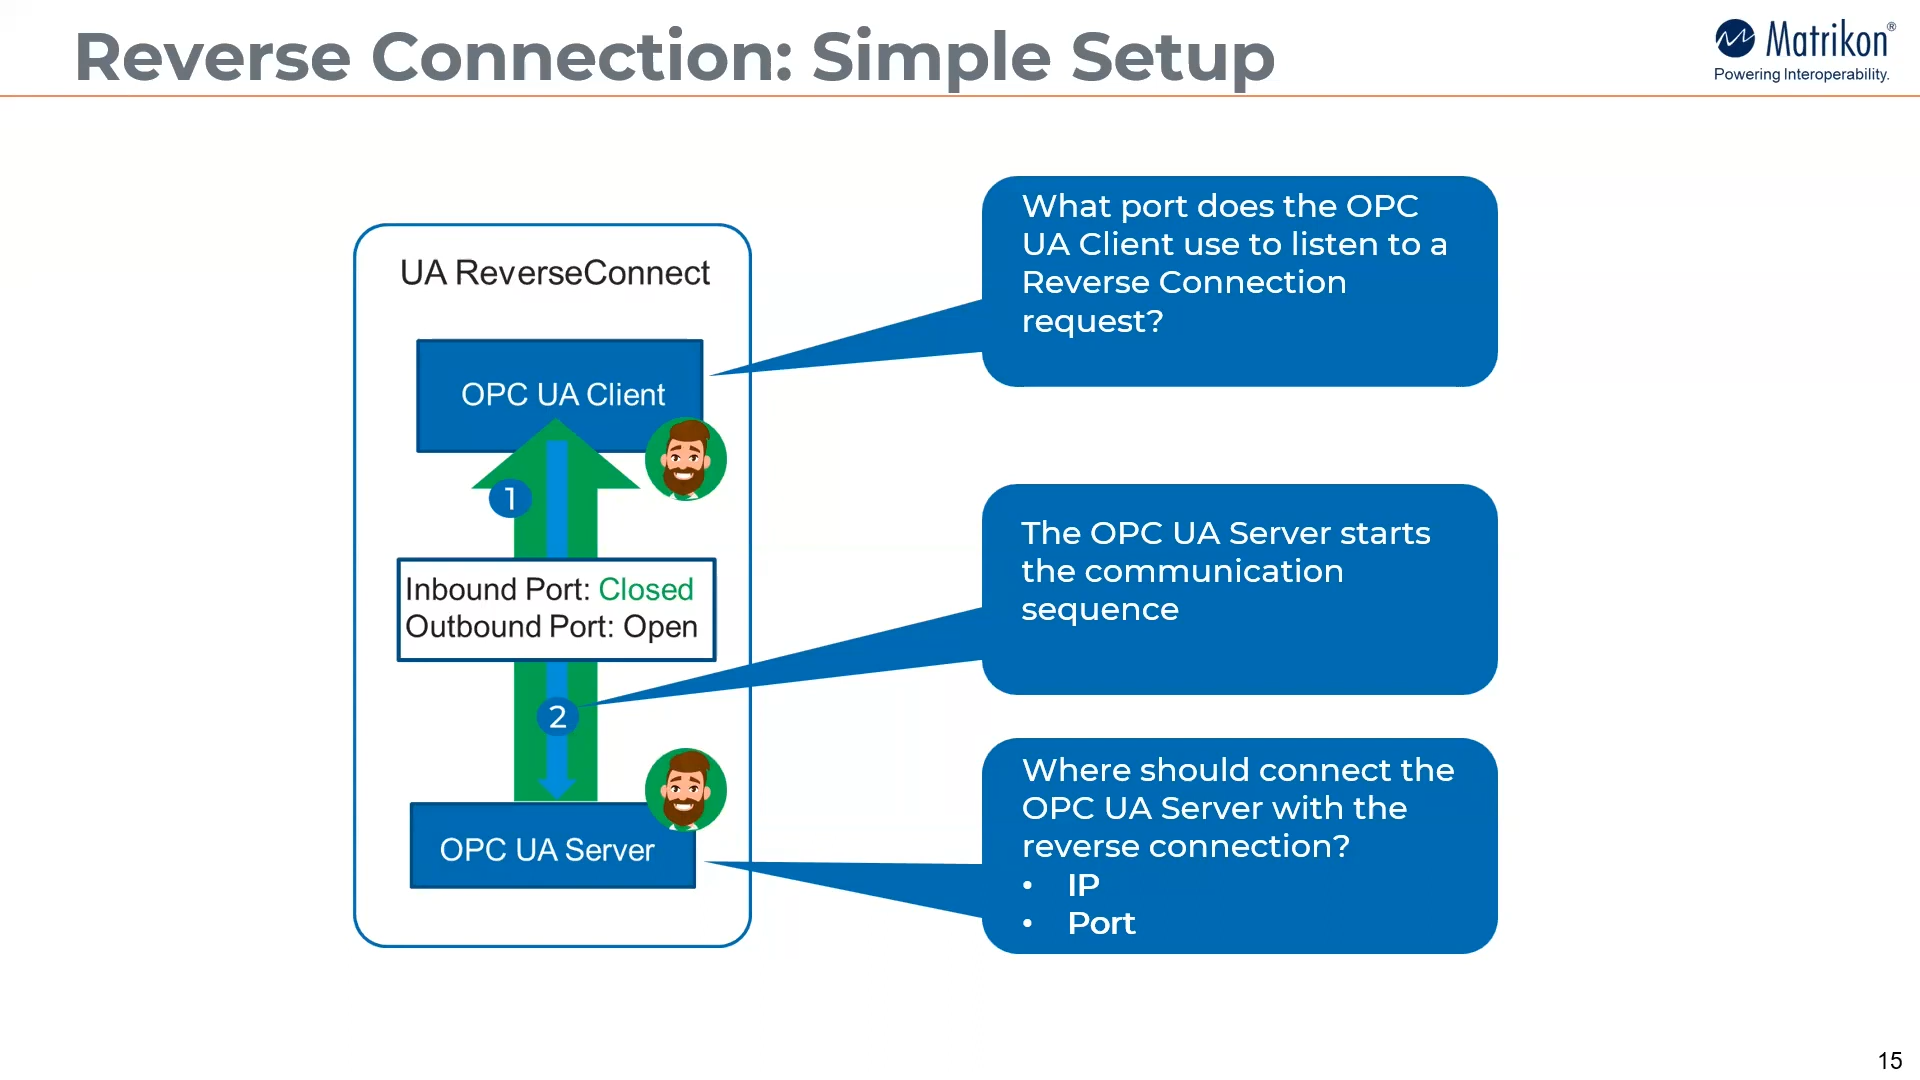 Reverse Connection: Simple Setup
Matrikon®
Powering Interoperability.
UA ReverseConnect
OPC UA Client
1
Inbound Port: Closed
Outbound Port: Open
2
OPC UA Server
What port does the OPC
UA Client use to listen to a
Reverse Connection
request?
The OPC UA Server starts
the communication
sequence
Where should connect the
OPC UA Server with the
reverse connection?
• IP
• Port
15